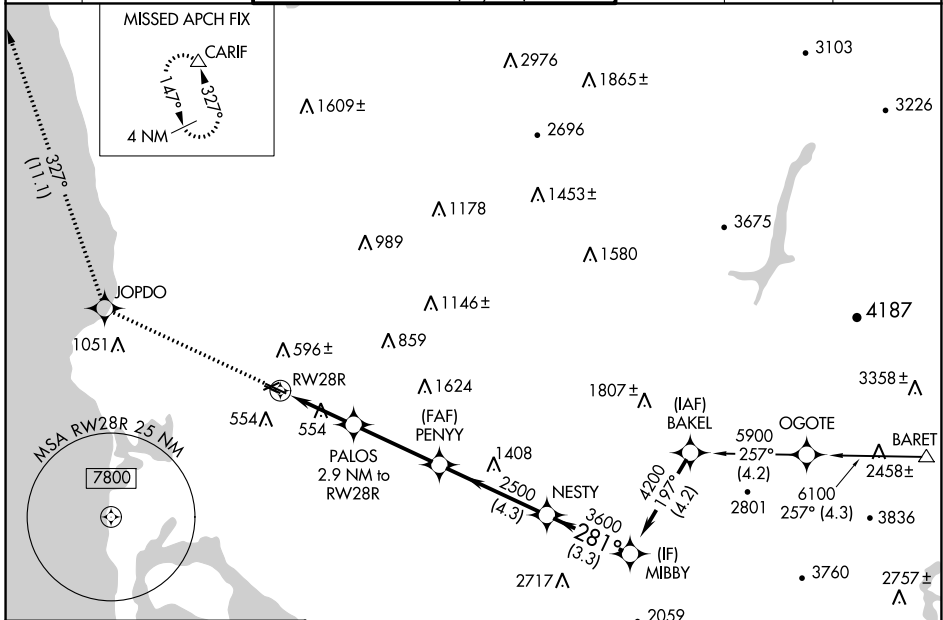 MISSED APCH FIX
CARIF
147°
327°
4 NM
2976
3103
1865±
1609±
3226
2696
327°
(11.1)
1453±
1178
3675
989
1580
JOPDO
1146±
4187
1051
859
596±
RW28R
1624
1807±
3358±
554
554
(FAF)
PENYY
(IAF)
BAKEL
OGOTE
5900
257°
(4.2)
BARET
2458±
MSA RW28R 25 NM
7800
PALOS
2.9 NM to
RW28R
1408
2500
(4.3)
NESTY
4200
197°
(4.2)
2801
6100
257° (4.3)
3836
3600
281°
(3.3)
(IF)
MIBBY
2717
3760
2757±
2059